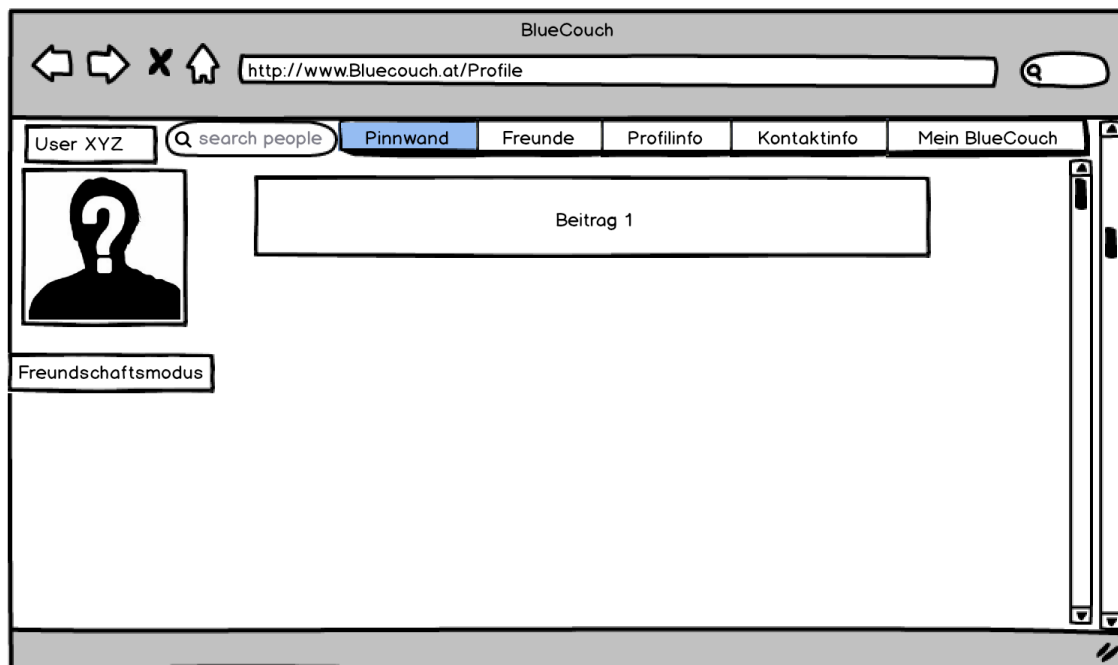 BlueCouch
http://www.Bluecouch.at/Profile
User XYZ
search people
Pinnwand
Freunde
Profilinfo
Kontaktinfo
Mein BlueCouch
?
Beitrag 1
Freundschaftsmodus